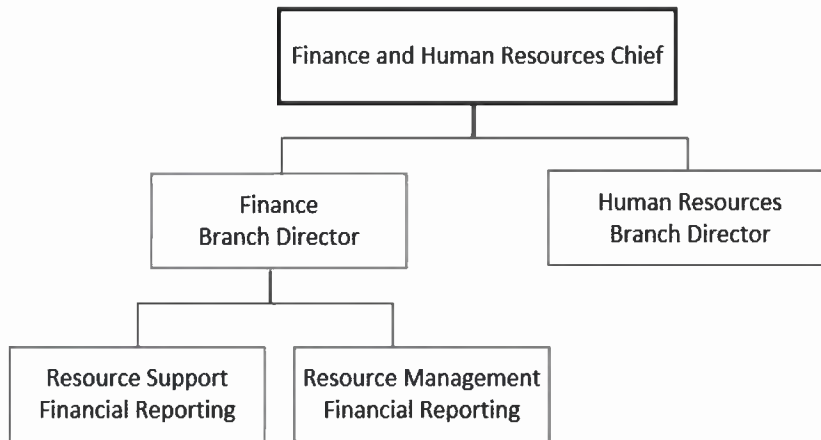 Finance and Human Resources Chief
Finance
Branch Director
Human Resources
Branch Director
Resource Support
Financial Reporting
Resource Management
Financial Reporting